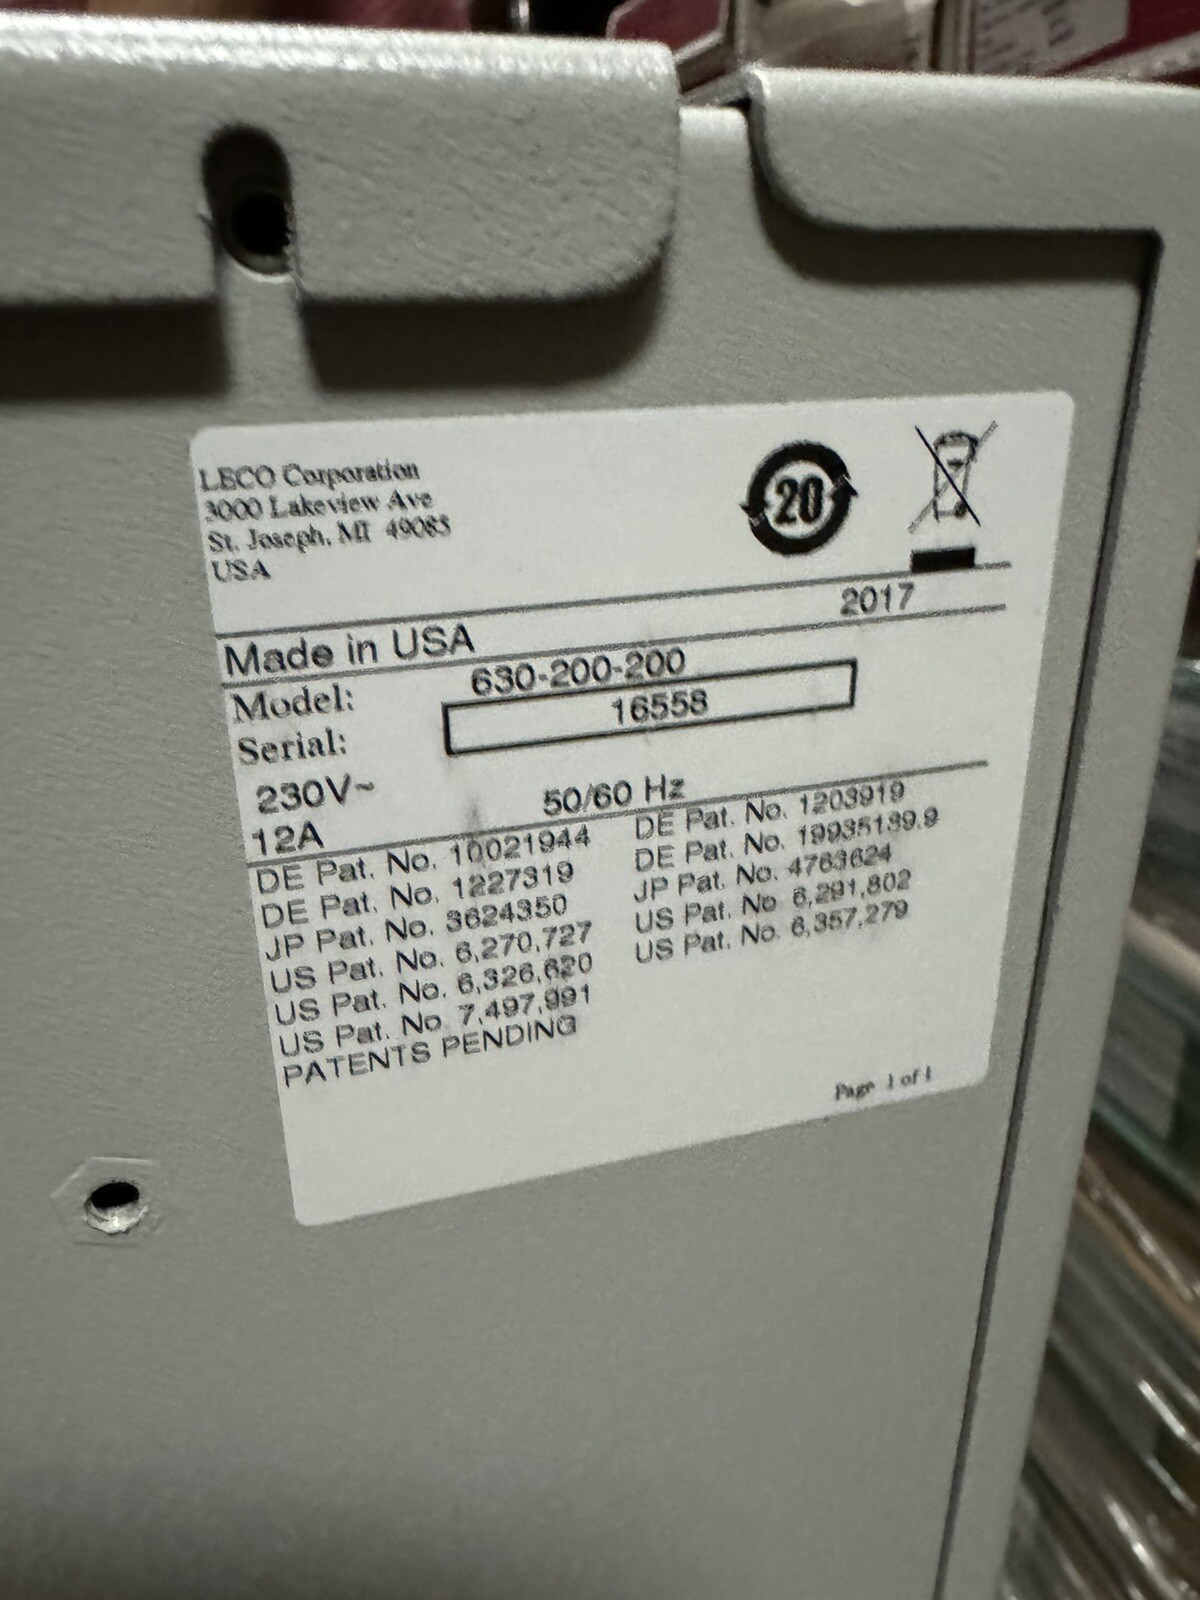 LECO Corporation
3000 Lakeview Ave
St. Joseph, MI 49085
USA
20
2017
Made in USA
Model: 630-200-200
Serial: 16558
230V~ 50/60 Hz
12A
DE Pat. No. 10021944 DE Pat. No. 1203919
DE Pat. No. 1227319 DE Pat. No. 19935139.9
JP Pat. No. 3624350 JP Pat. No. 4763624
US Pat. No. 6,270,727 US Pat. No 6,291,802
US Pat. No. 6,326,620 US Pat. No. 6,357,279
US Pat. No 7,497,991
PATENTS PENDING
Page 1 of 1